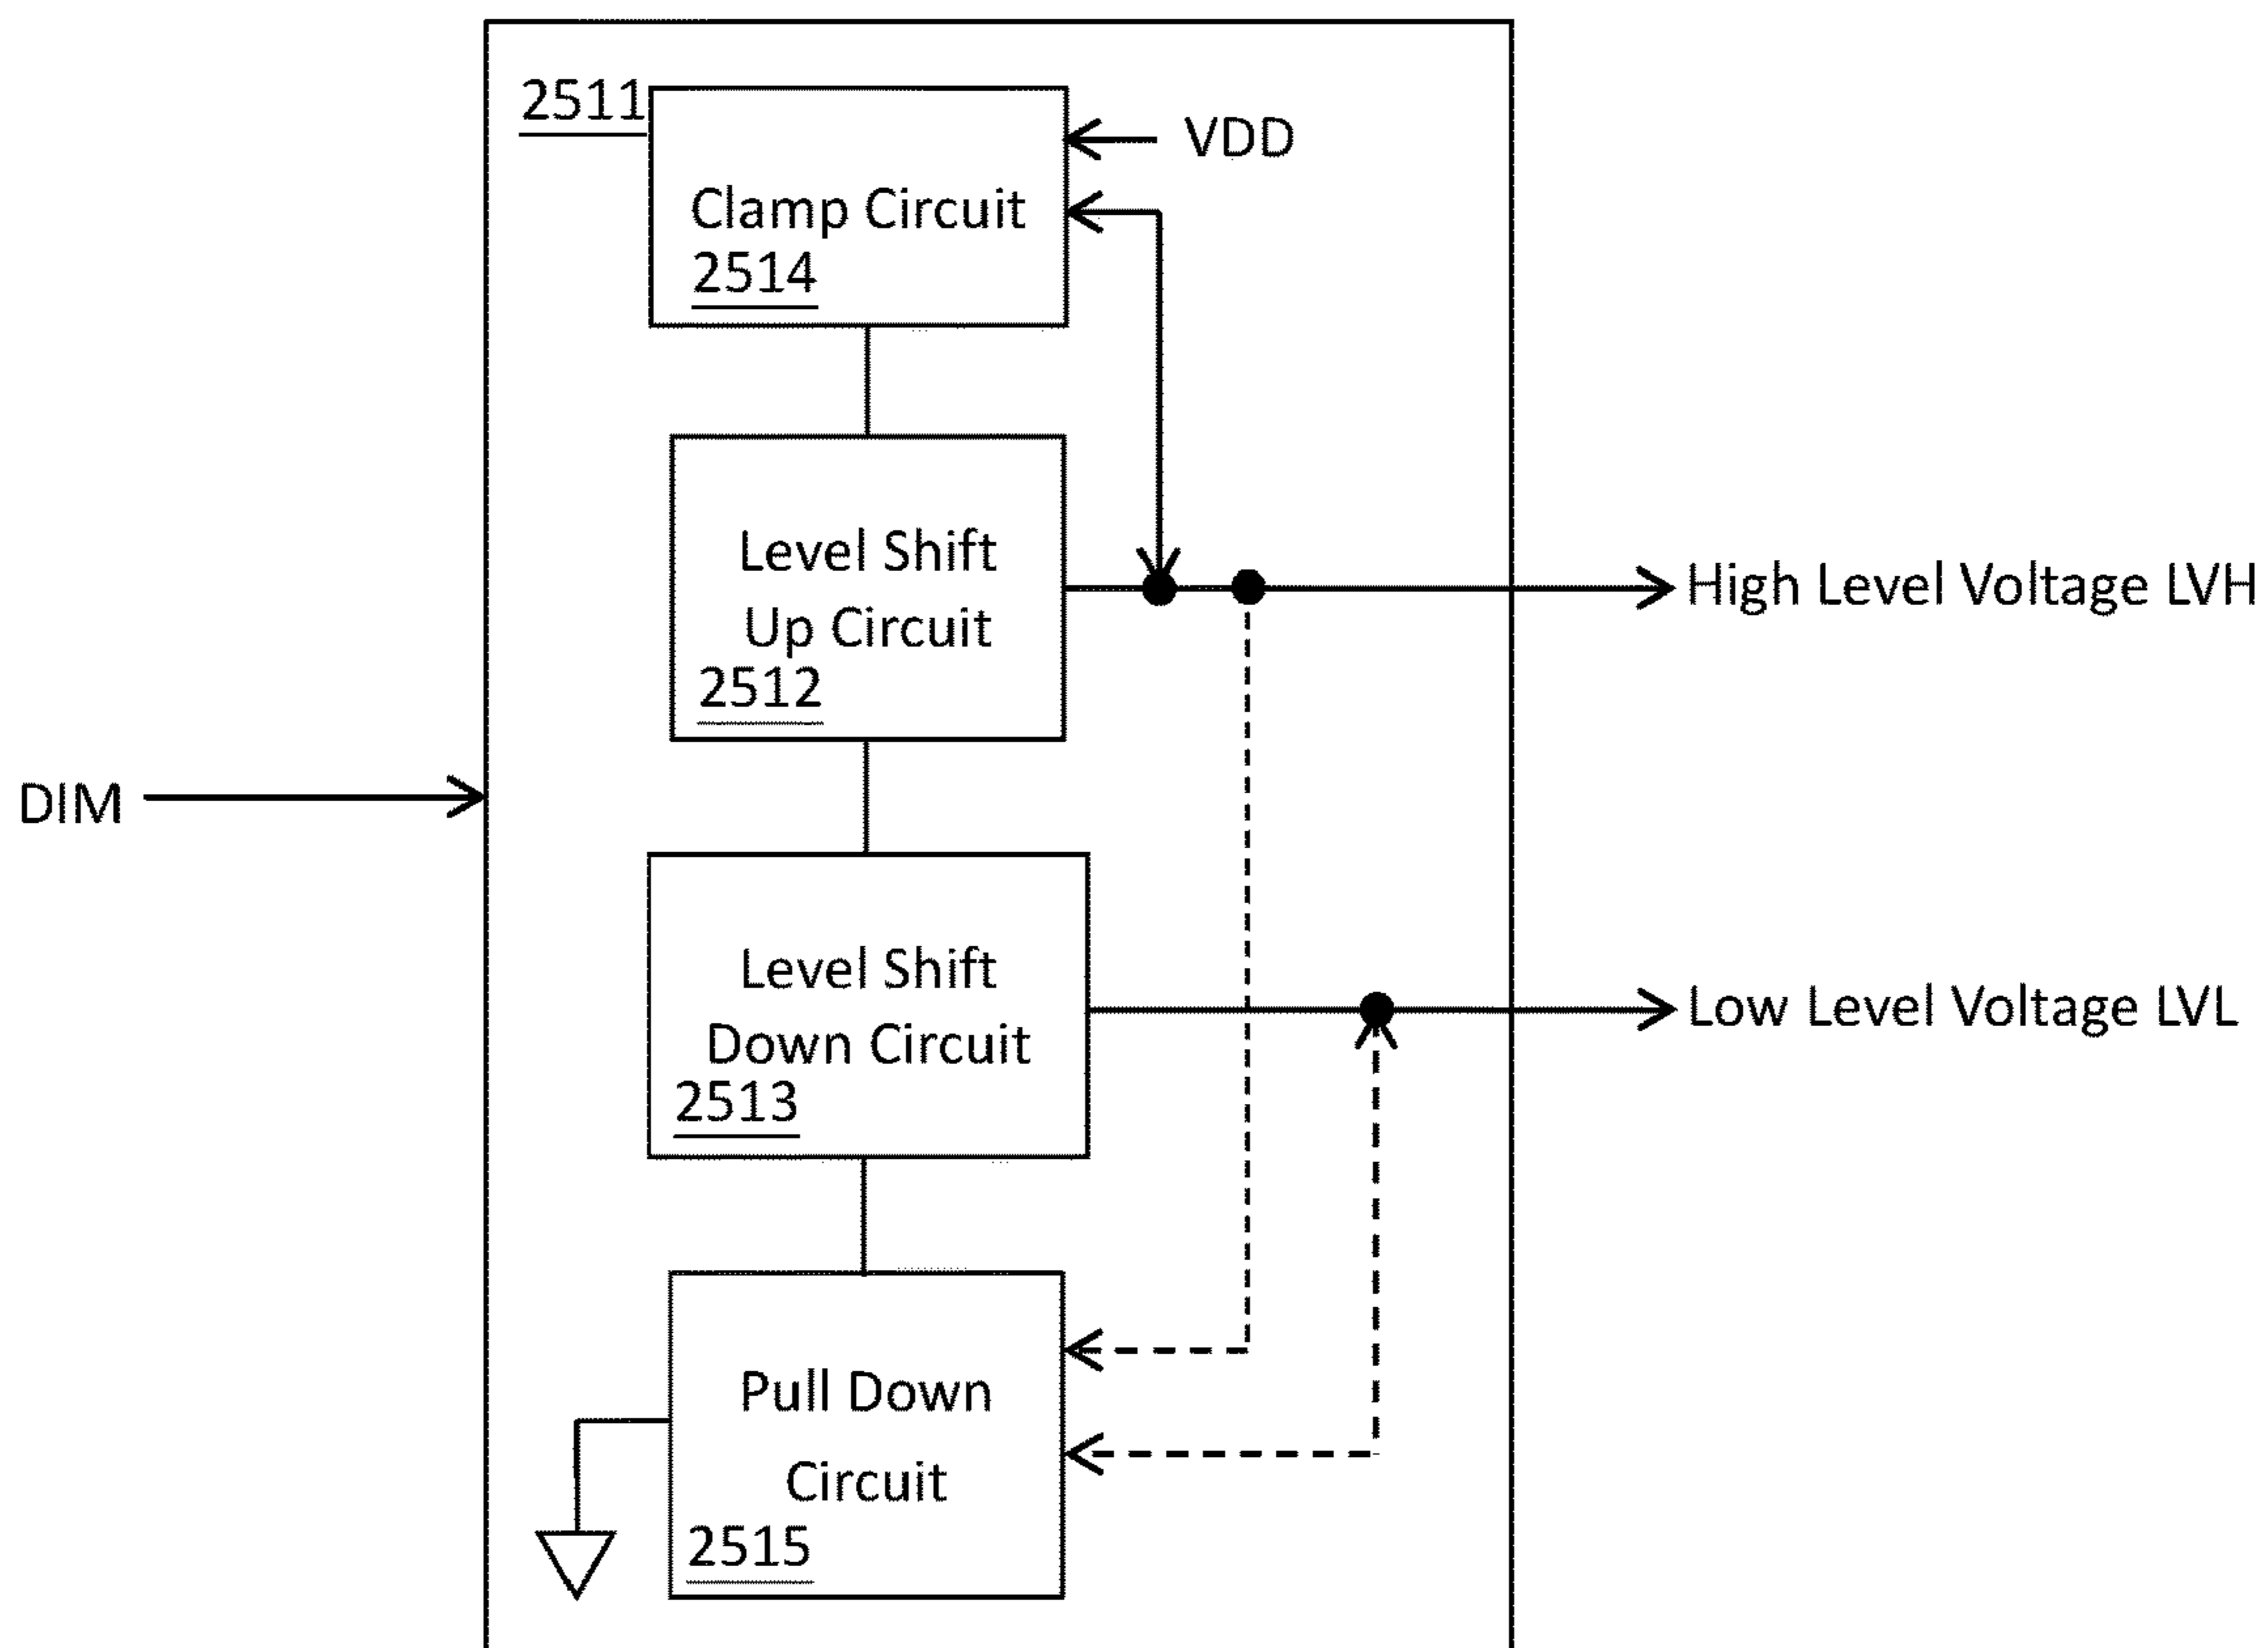 2511
VDD
Clamp Circuit
2514
Level Shift
Up Circuit
2512
High Level Voltage LVH
DIM
Level Shift
Down Circuit
2513
Low Level Voltage LVL
Pull Down
Circuit
2515